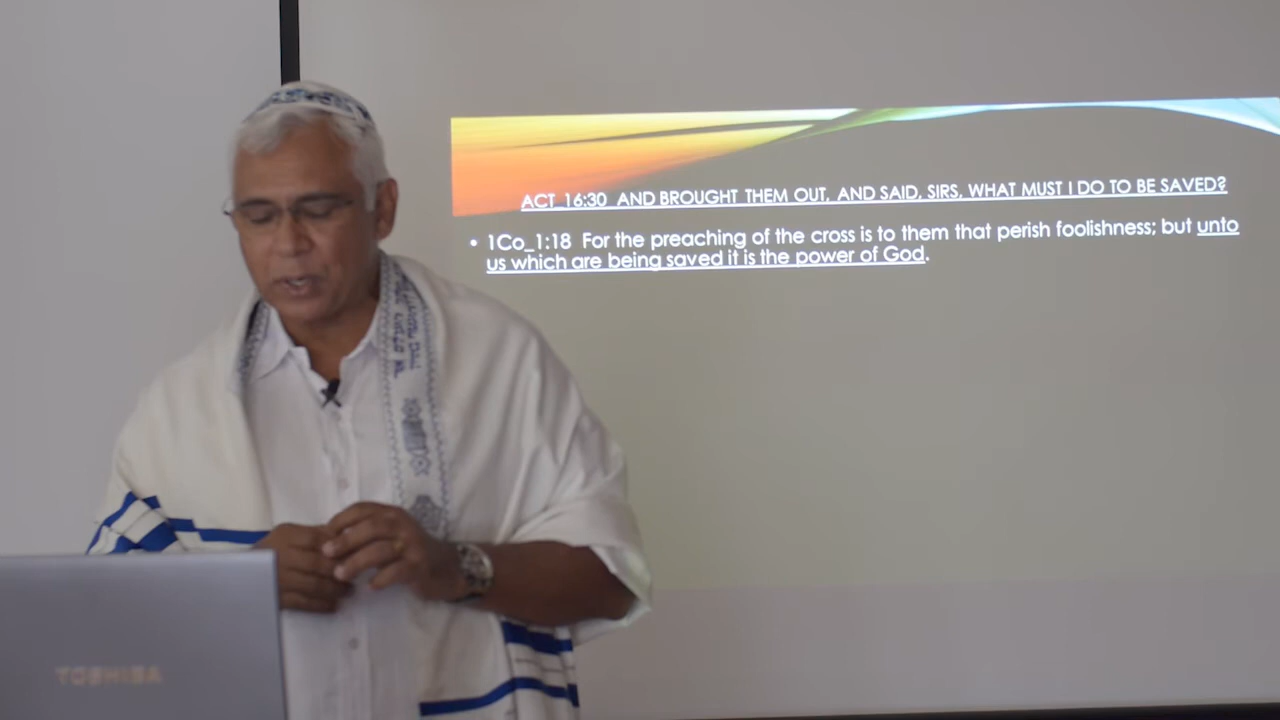 ACT_16:30 AND BROUGHT THEM OUT, AND SAID, SIRS, WHAT MUST I DO TO BE SAVED?
• 1Co_1:18 For the preaching of the cross is to them that perish foolishness; but unto
us which are being saved it is the power of God.
TOSHIBA